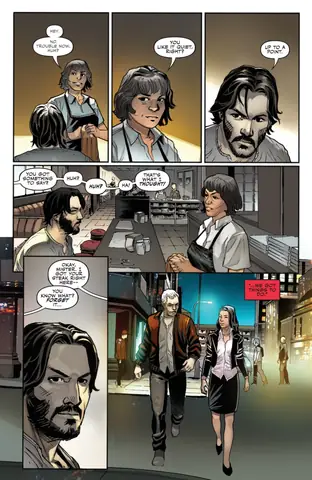 HEY.
NO
TROUBLE NOW,
HUH?
YOU
LIKE IT QUIET,
RIGHT?
UP TO
A POINT.
YOU GOT
SOMETHING
TO SAY?
HUH?
HUH?
HA!
THAT'S
WHAT I
THOUGHT!
OKAY,
MISTER. I
GOT YOUR
STEAK RIGHT
HERE--
YOU
KNOW WHAT?
FORGET
IT...
"...WE GOT
THINGS TO
DO."